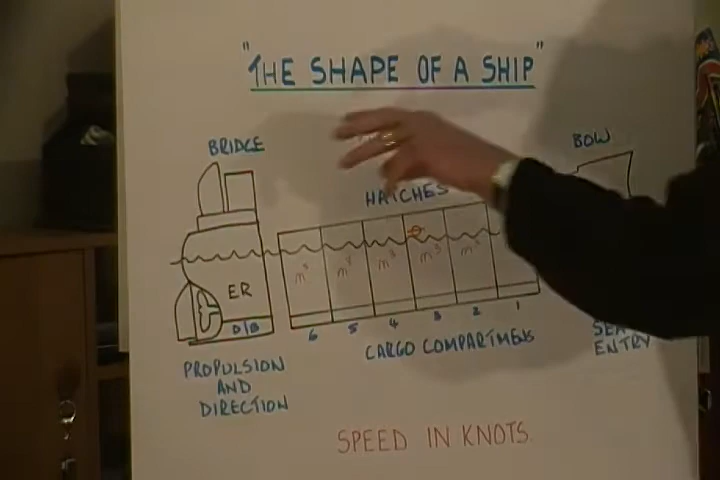 "THE SHAPE OF A SHIP"
BRIDGE
BOW
HATCHES
m³ m³ m³ m³ m³
ER
D/B
6 5 4 3 2 1
CARGO COMPARTMENS
PROPULSION
AND
DIRECTION
SEA
ENTRY
SPEED IN KNOTS